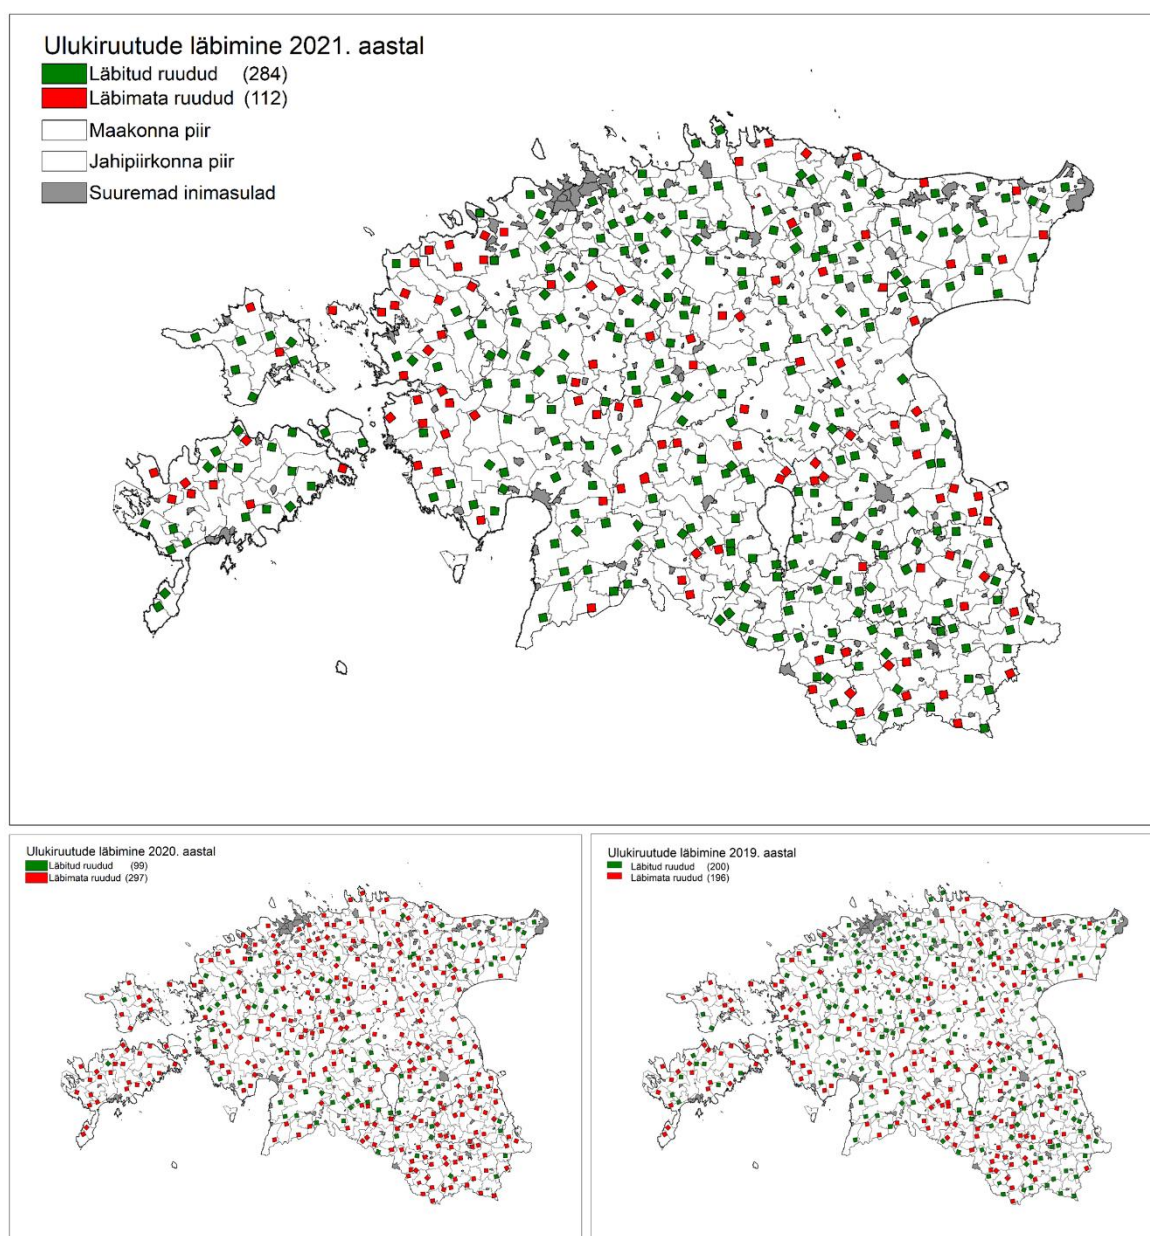 Ulukiruutude läbimine 2021. aastal
Läbitud ruudud (284)
Läbimata ruudud (112)
Maakonna piir
Jahipiirkonna piir
Suuremad inimasulad
Ulukiruutude läbimine 2020. aastal
Läbitud ruudud (99)
Läbimata ruudud (297)
Ulukiruutude läbimine 2019. aastal
Läbitud ruudud (200)
Läbimata ruudud (196)